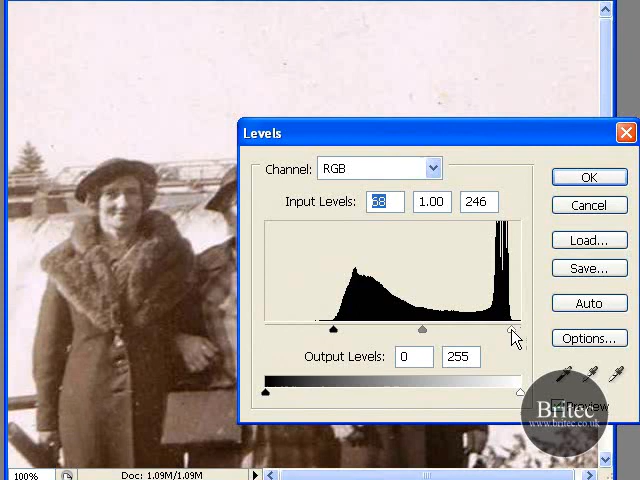 Levels
Channel: RGB
OK
Input Levels: 68 1.00 246
Cancel
Load...
Save...
Auto
Options...
Output Levels: 0 255
Preview
Britec
www.britec.co.uk
100% Doc: 1.09M/1.09M